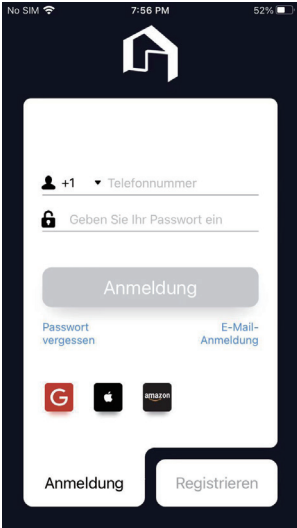 No SIM 7:56 PM 52%
+1 Telefonnummer
Geben Sie Ihr Passwort ein
Anmeldung
Passwort E-Mail-
vergessen Anmeldung
G amazon
Anmeldung Registrieren